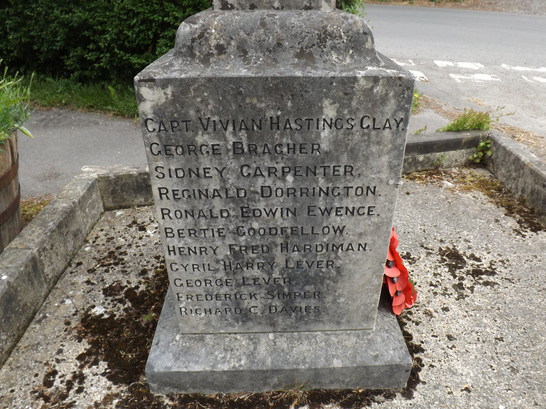 CAPT. VIVIAN HASTINGS CLAY.
GEORGE BRACHER
SIDNEY CARPENTER.
REGINALD DORRINGTON.
RONALD EDWIN EWENCE.
BERTIE GOODFELLOW.
HENRY FRED HARDIMAN.
CYRIL HARRY LEVER.
GEORGE LEVER.
FREDERICK SIMPER
RICHARD C. DAVIES